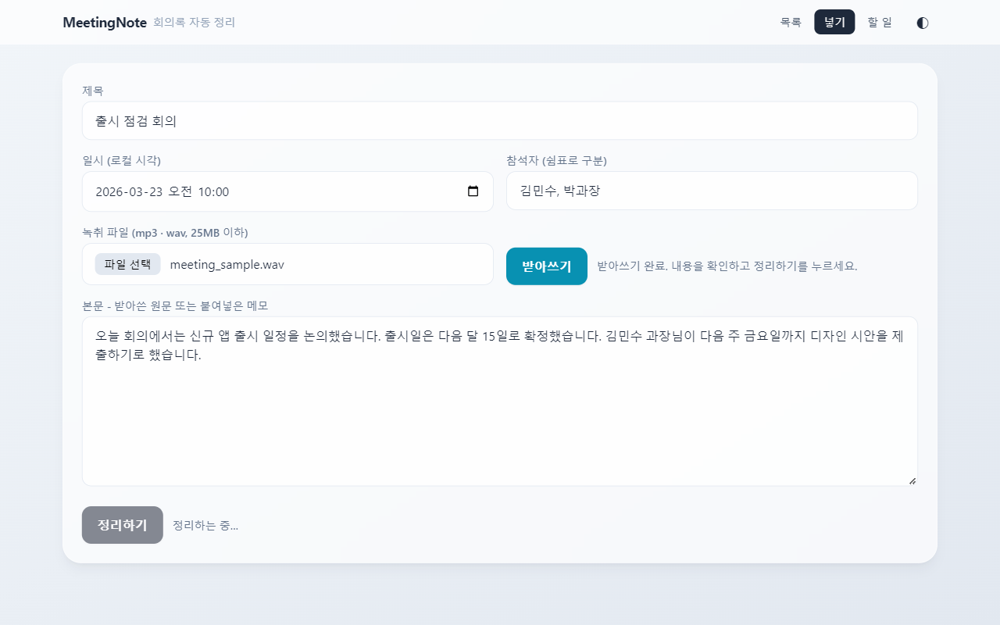 MeetingNote 회의록 자동 정리
목록 넣기 할 일
제목
출시 점검 회의
일시 (로컬 시각)
2026-03-23 오전 10:00
참석자 (쉼표로 구분)
김민수, 박과장
녹취 파일 (mp3 · wav, 25MB 이하)
파일 선택 meeting_sample.wav
받아쓰기 받아쓰기 완료. 내용을 확인하고 정리하기를 누르세요.
본문 - 받아쓴 원문 또는 붙여넣은 메모
오늘 회의에서는 신규 앱 출시 일정을 논의했습니다. 출시일은 다음 달 15일로 확정했습니다. 김민수 과장님이 다음 주 금요일까지 디자인 시안을 제
출하기로 했습니다.
정리하기 정리하는 중...